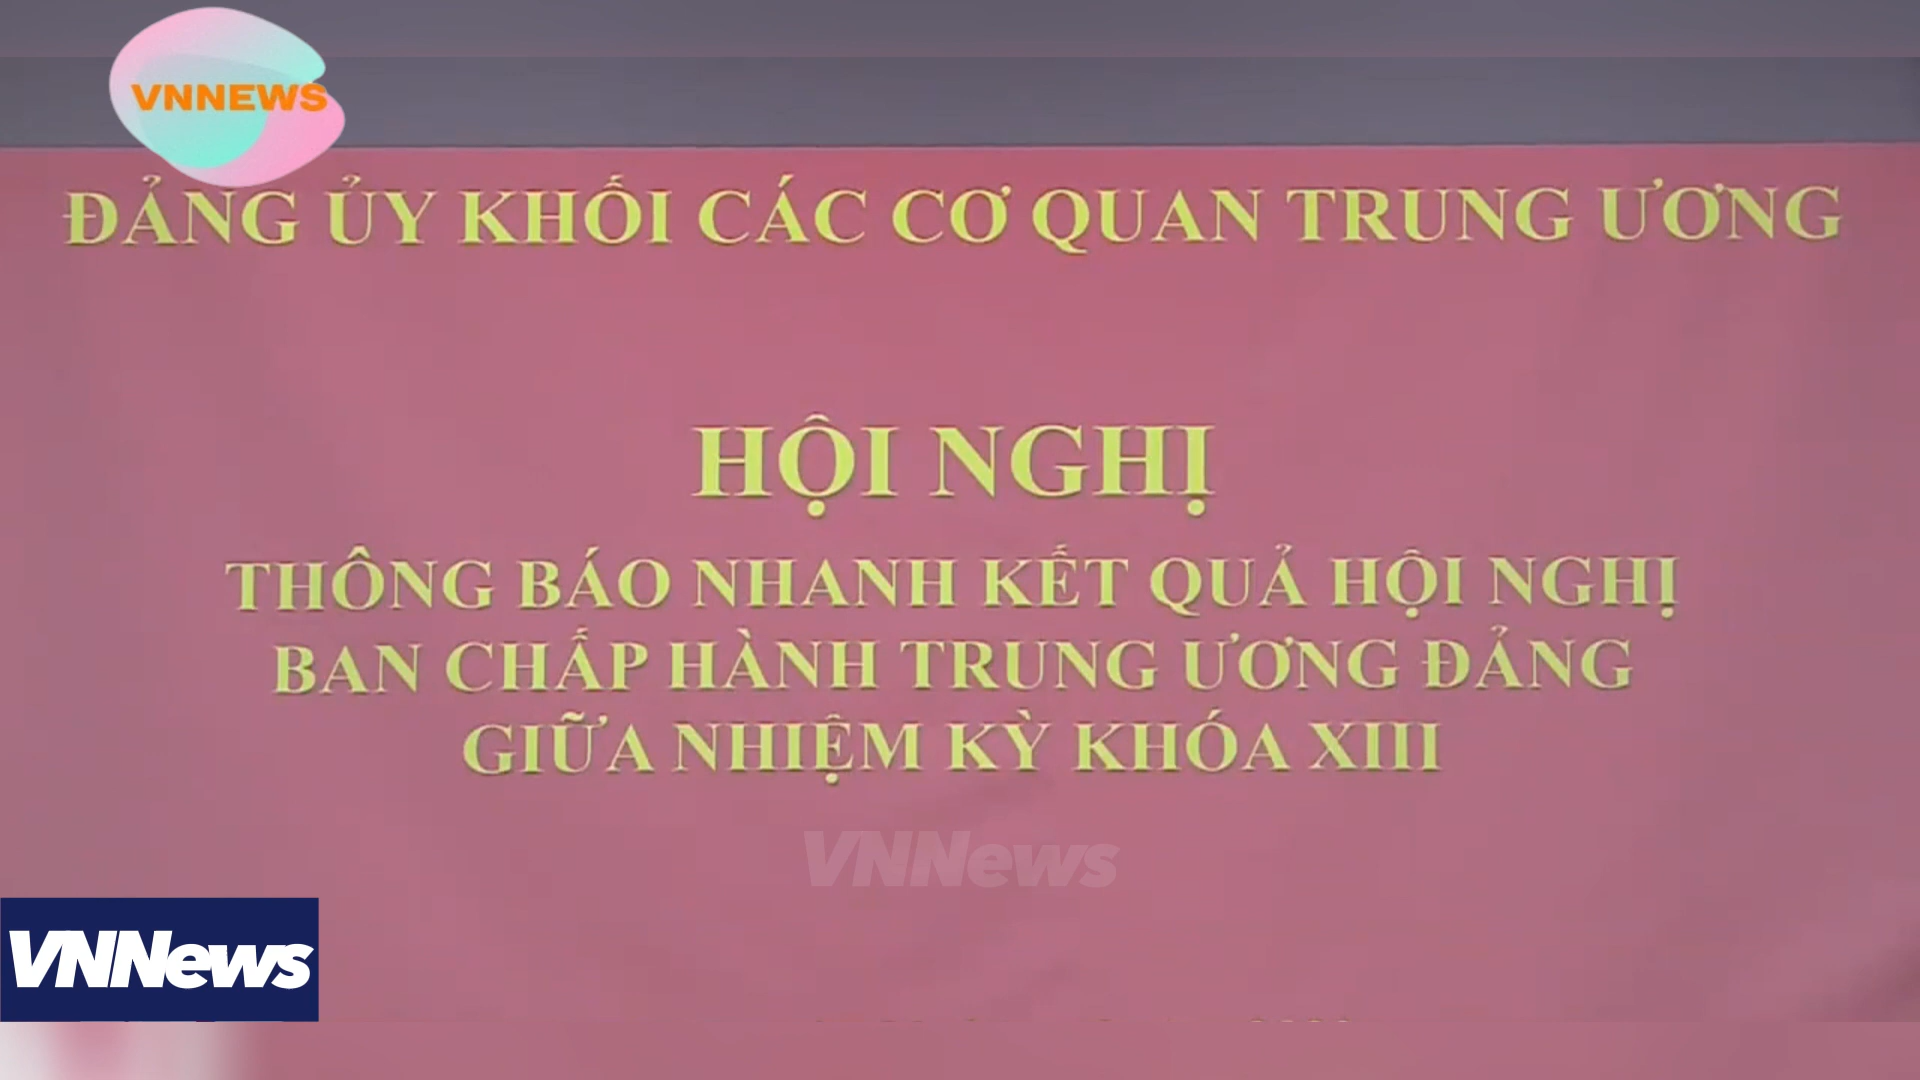 VNNEWS
ĐẢNG ỦY KHỐI CÁC CƠ QUAN TRUNG ƯƠNG
HỘI NGHỊ
THÔNG BÁO NHANH KẾT QUẢ HỘI NGHỊ
BAN CHẤP HÀNH TRUNG ƯƠNG ĐẢNG
GIỮA NHIỆM KỲ KHÓA XIII
VNNews
VNNews